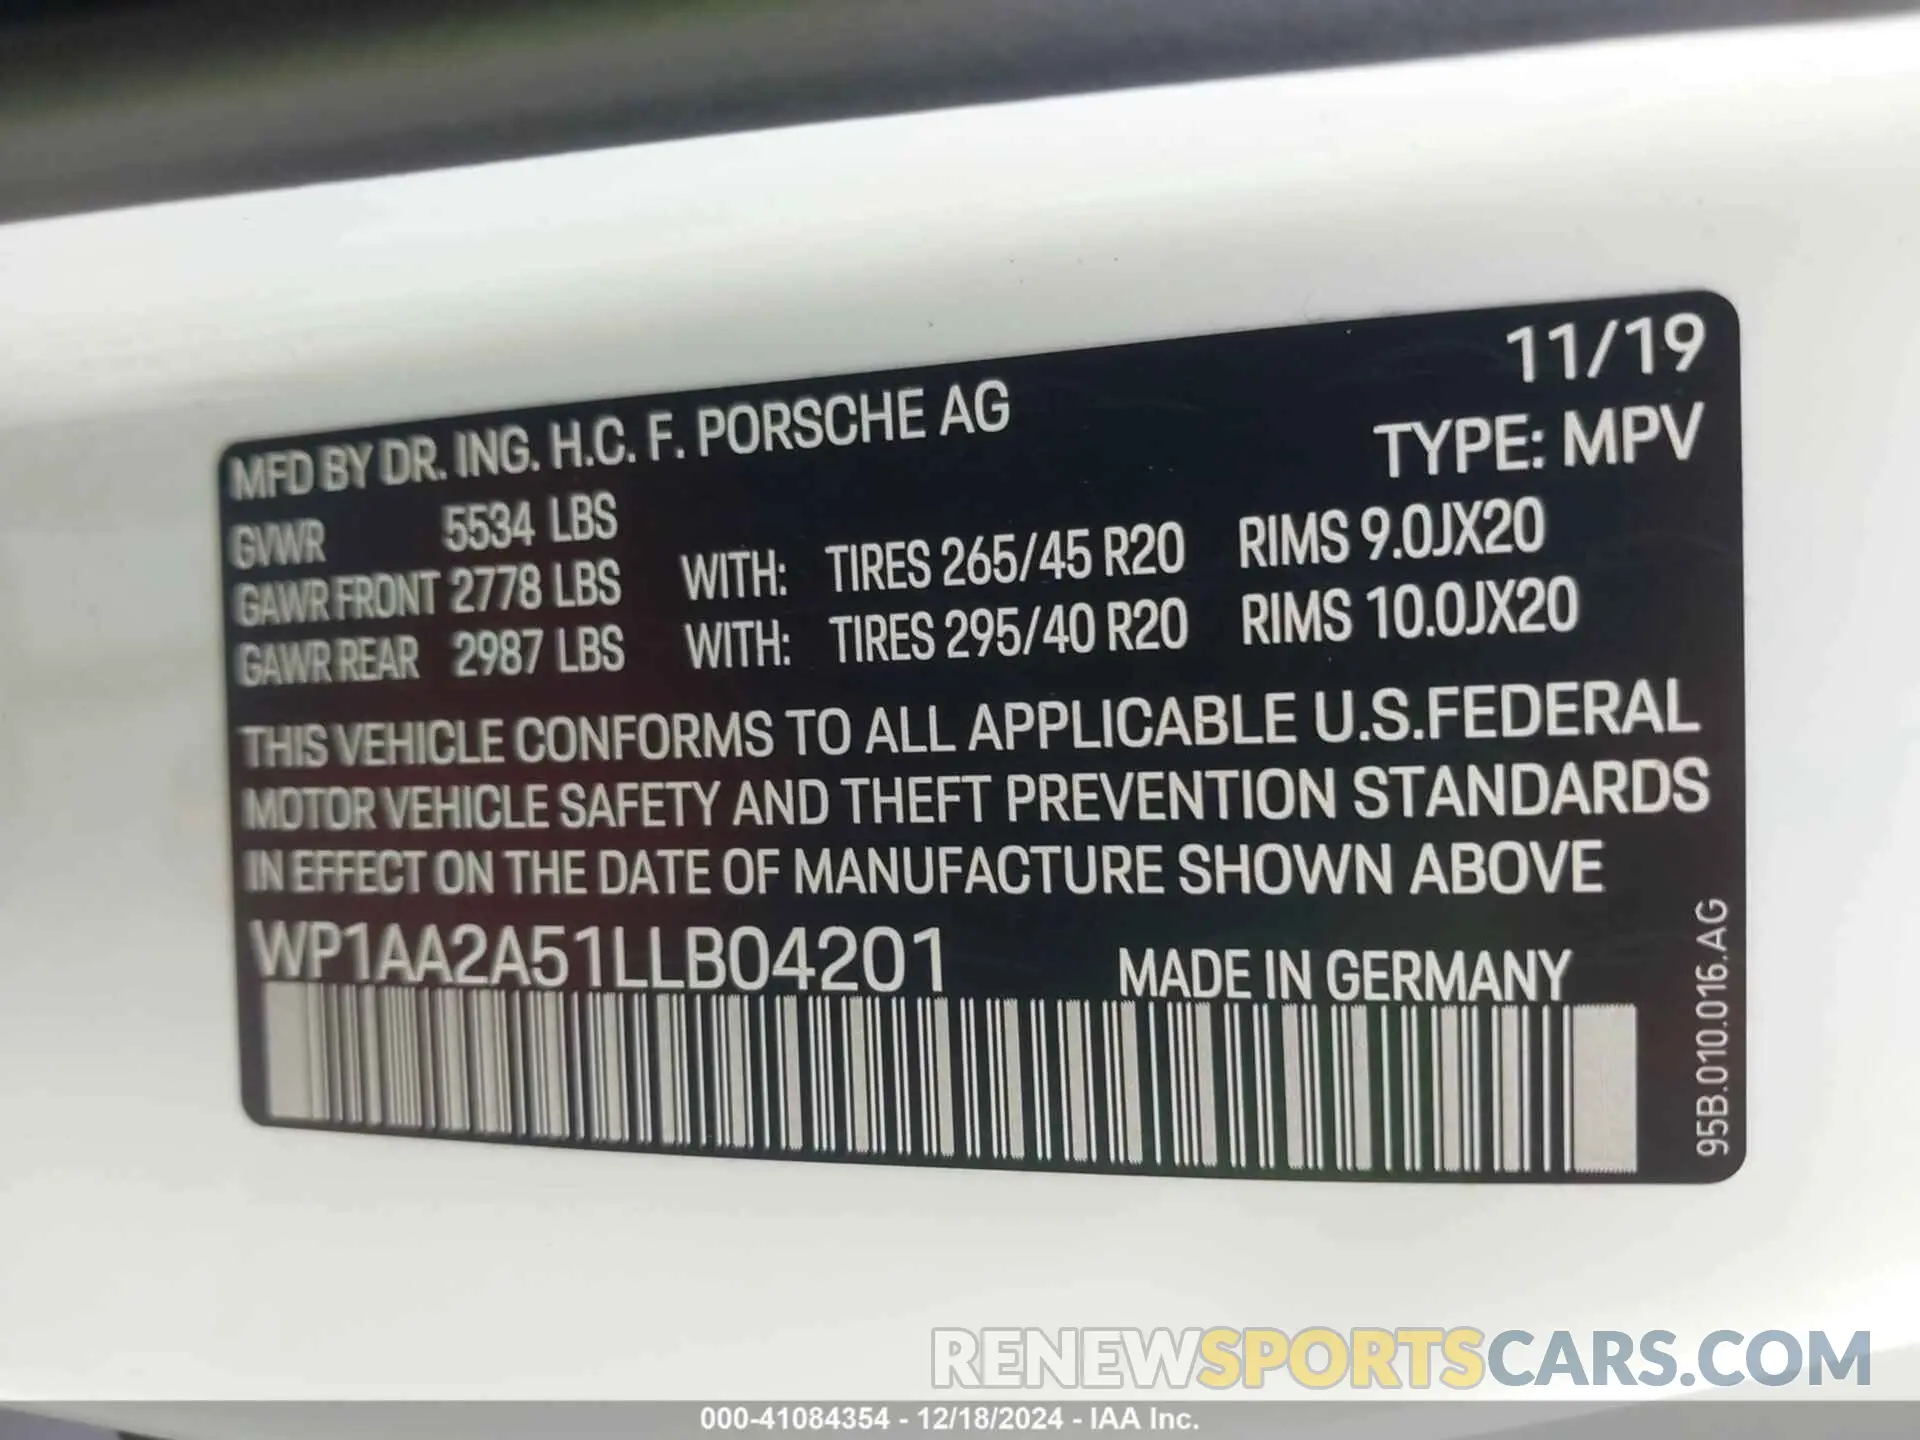 11/19
MFD BY DR. ING. H.C. F. PORSCHE AG
TYPE: MPV
GVWR 5534 LBS
GAWR FRONT 2778 LBS WITH: TIRES 265/45 R20 RIMS 9.0JX20
GAWR REAR 2987 LBS WITH: TIRES 295/40 R20 RIMS 10.0JX20
THIS VEHICLE CONFORMS TO ALL APPLICABLE U.S.FEDERAL
MOTOR VEHICLE SAFETY AND THEFT PREVENTION STANDARDS
IN EFFECT ON THE DATE OF MANUFACTURE SHOWN ABOVE
WP1AA2A51LLB04201
MADE IN GERMANY
95B.010.016.AG
RENEWSPORTSCARS.COM
000-41084354 - 12/18/2024 - IAA Inc.